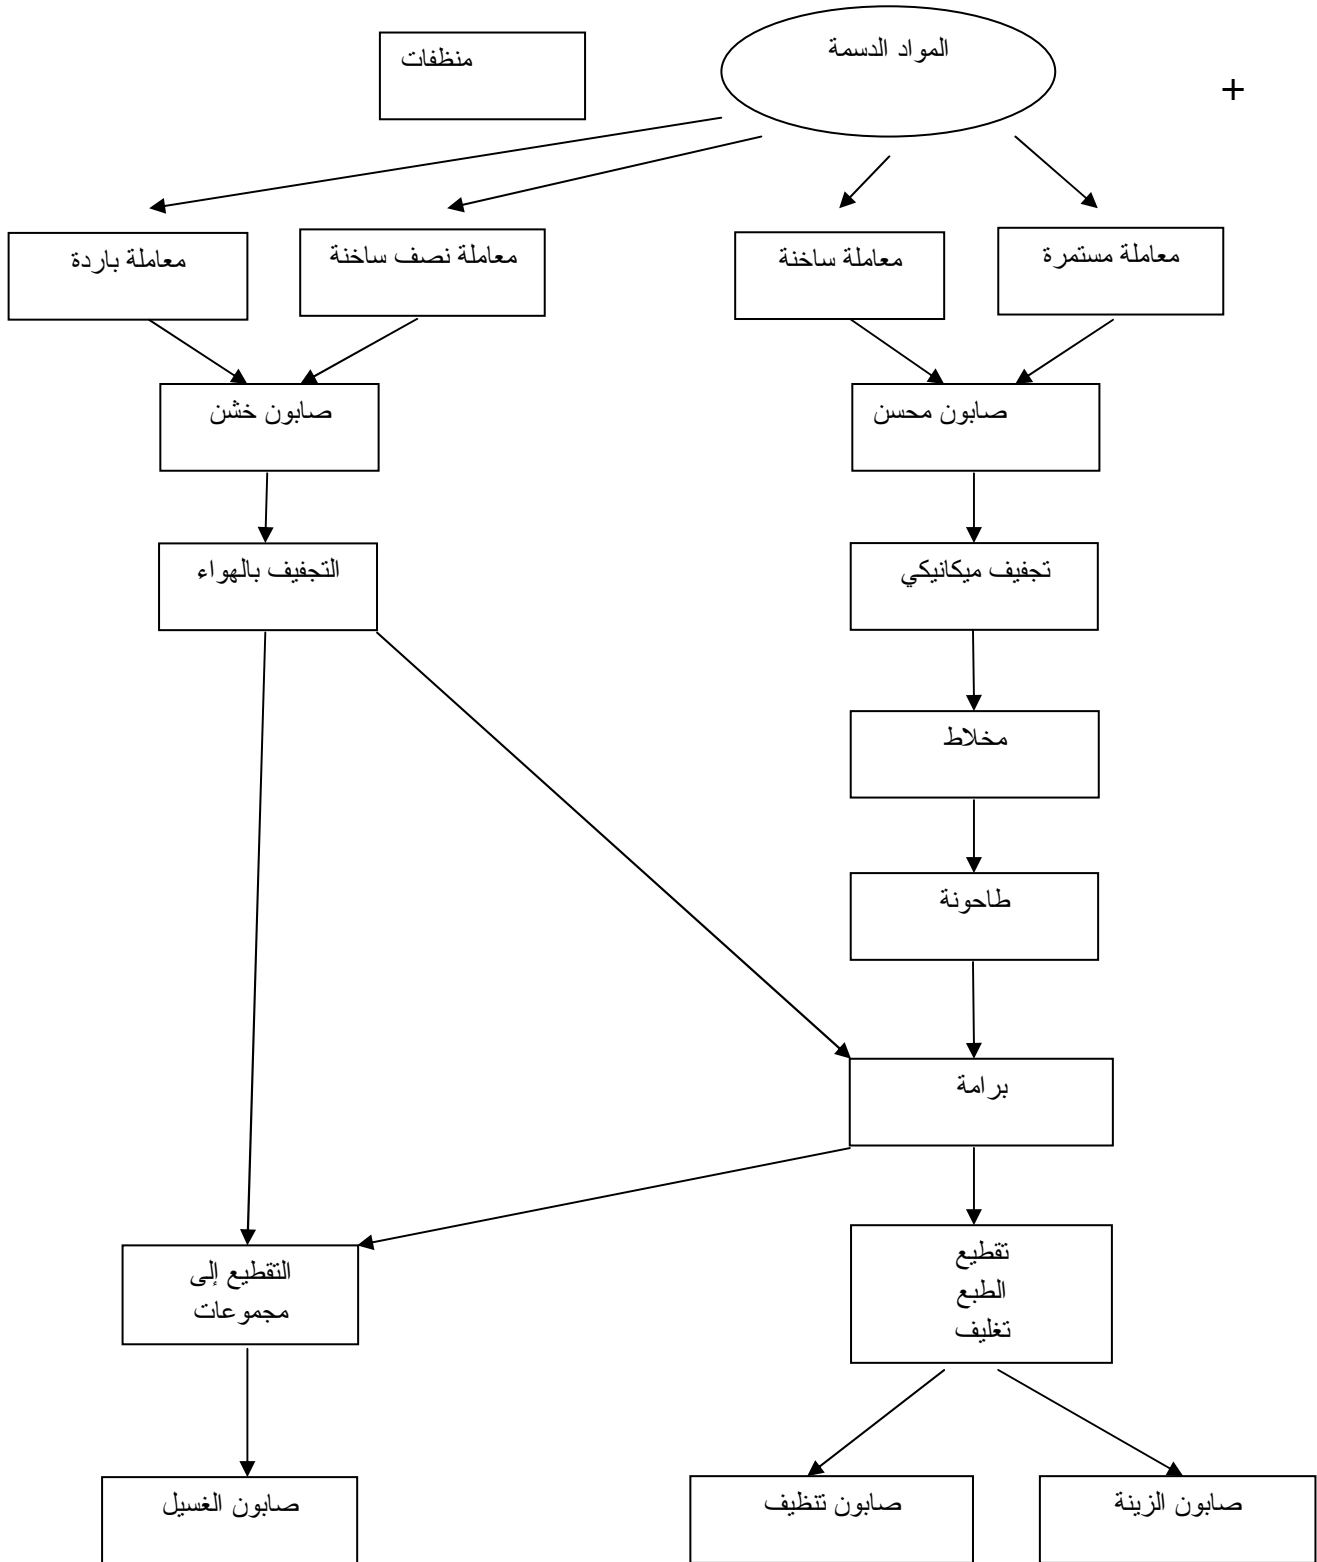 المواد الدسمة
+
منظفات
معاملة مستمرة
معاملة ساخنة
معاملة نصف ساخنة
معاملة باردة
صابون محسن
صابون خشن
تجفيف ميكانيكي
التجفيف بالهواء
مخلاط
طاحونة
برامة
تقطيع
الطبع
تغليف
التقطيع إلى
مجموعات
صابون الزينة
صابون تنظيف
صابون الغسيل